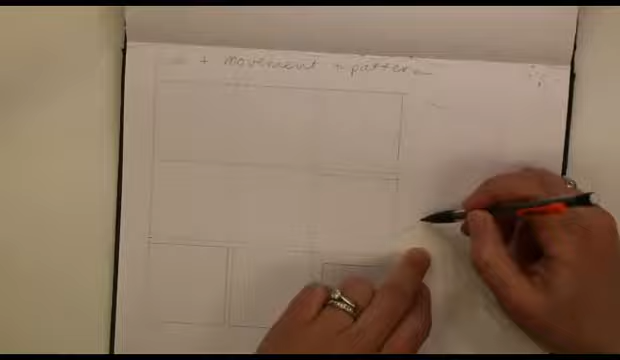 + movement + pattern